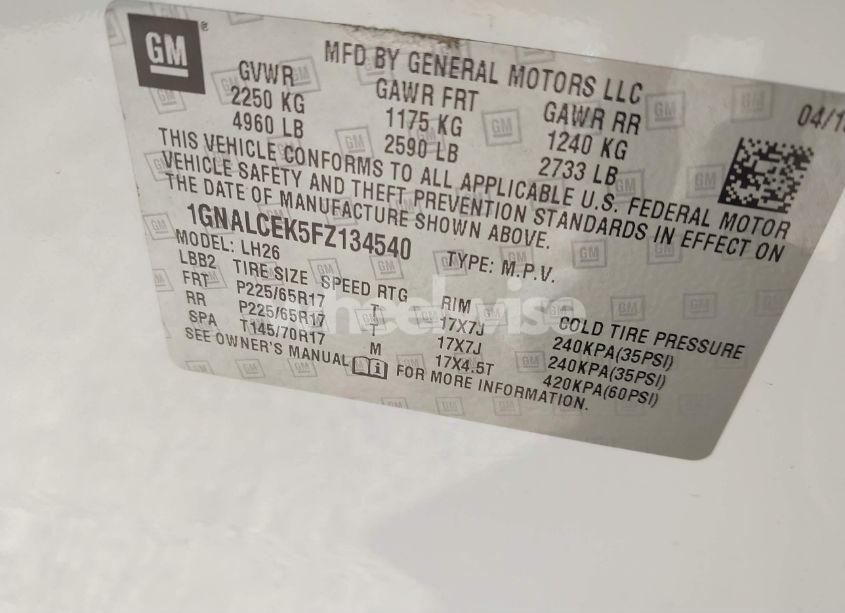 GM
MFD BY GENERAL MOTORS LLC
04/1
GVWR GAWR FRT GAWR RR
2250 KG 1175 KG 1240 KG
4960 LB 2590 LB 2733 LB
THIS VEHICLE CONFORMS TO ALL APPLICABLE U.S. FEDERAL MOTOR
VEHICLE SAFETY AND THEFT PREVENTION STANDARDS IN EFFECT ON
THE DATE OF MANUFACTURE SHOWN ABOVE.
1GNALCEK5FZ134540 TYPE: M.P.V.
MODEL: LH26
LBB2 TIRE SIZE SPEED RTG RIM COLD TIRE PRESSURE
FRT P225/65R17 T 17X7J 240KPA(35PSI)
RR P225/65R17 T 17X7J 240KPA(35PSI)
SPA T145/70R17 M 17X4.5T 420KPA(60PSI)
SEE OWNER'S MANUAL FOR MORE INFORMATION.
wheelwise